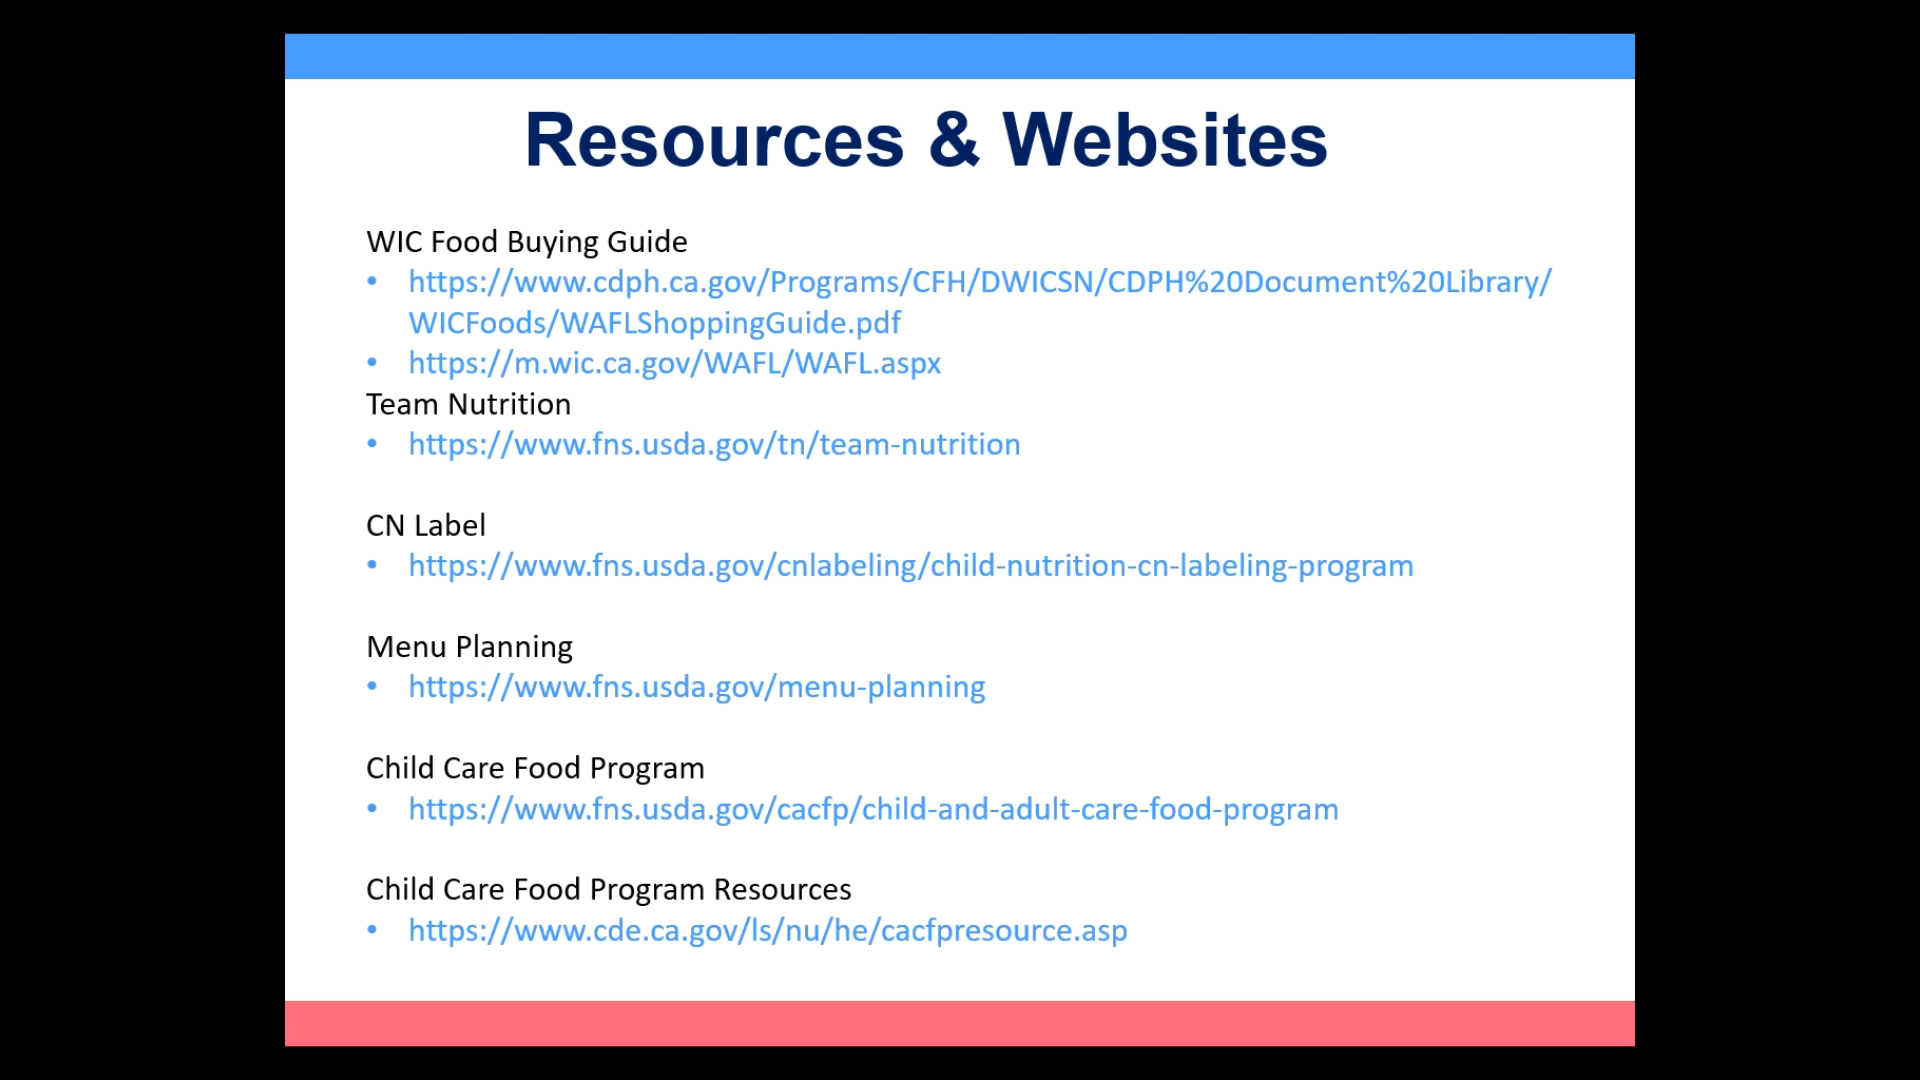 Resources & Websites
WIC Food Buying Guide
• https://www.cdph.ca.gov/Programs/CFH/DWICSN/CDPH%20Document%20Library/
WICFoods/WAFLShoppingGuide.pdf
• https://m.wic.ca.gov/WAFL/WAFL.aspx
Team Nutrition
• https://www.fns.usda.gov/tn/team-nutrition
CN Label
• https://www.fns.usda.gov/cnlabeling/child-nutrition-cn-labeling-program
Menu Planning
• https://www.fns.usda.gov/menu-planning
Child Care Food Program
• https://www.fns.usda.gov/cacfp/child-and-adult-care-food-program
Child Care Food Program Resources
• https://www.cde.ca.gov/ls/nu/he/cacfpresource.asp